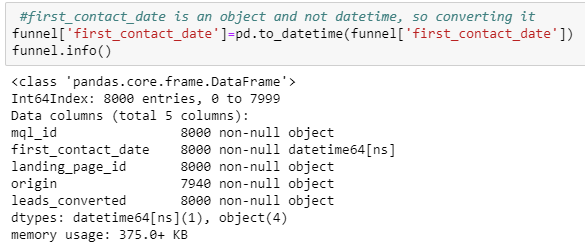 #first_contact_date is an object and not datetime, so converting it
funnel['first_contact_date']=pd.to_datetime(funnel['first_contact_date'])
funnel.info()
<class 'pandas.core.frame.DataFrame'>
Int64Index: 8000 entries, 0 to 7999
Data columns (total 5 columns):
mql_id                8000 non-null object
first_contact_date    8000 non-null datetime64[ns]
landing_page_id       8000 non-null object
origin                7940 non-null object
leads_converted       8000 non-null object
dtypes: datetime64[ns](1), object(4)
memory usage: 375.0+ KB